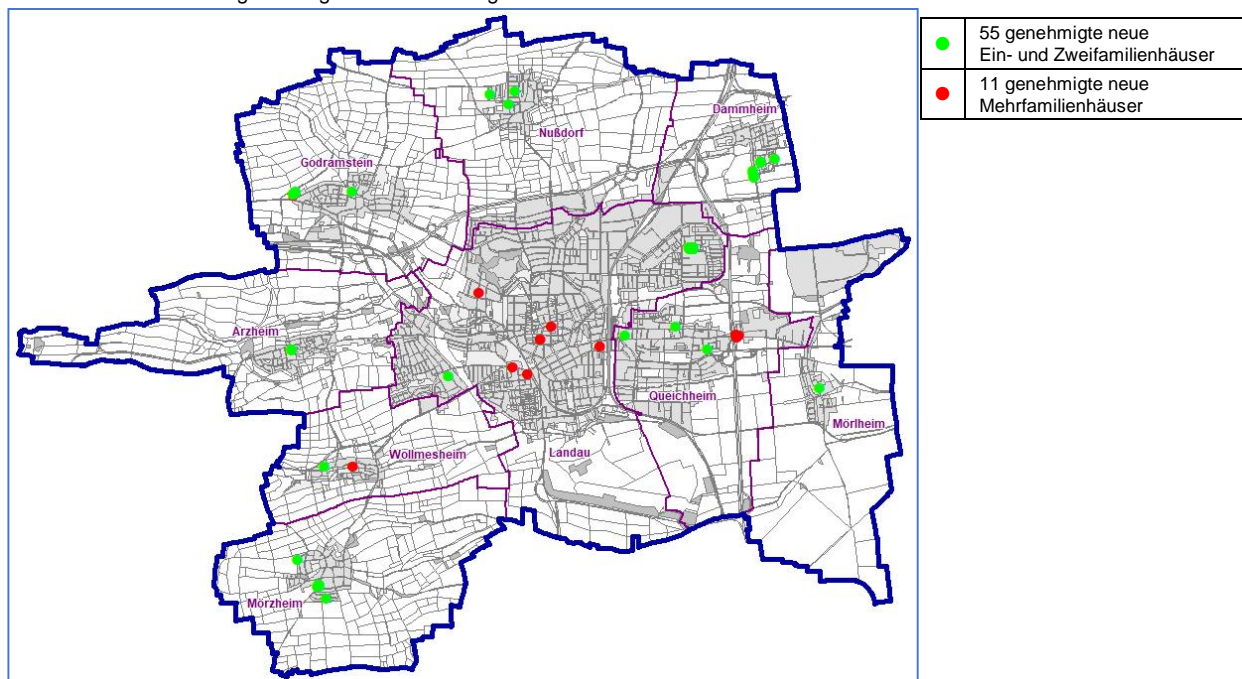 55 genehmigte neue
Ein- und Zweifamilienhäuser
11 genehmigte neue
Mehrfamilienhäuser
Dammheim
Nußdorf
Godramstein
Arzheim
Queichheim
Mörlheim
Wollmesheim
Landau
Mörzheim